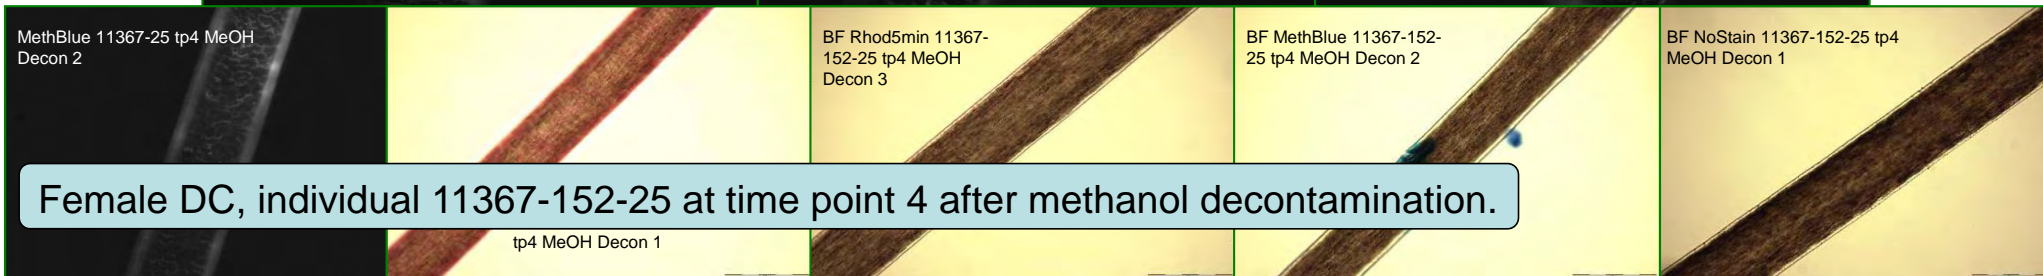 MethBlue 11367-25 tp4 MeOH
Decon 2
BF Rhod5min 11367-
152-25 tp4 MeOH
Decon 3
BF MethBlue 11367-152-
25 tp4 MeOH Decon 2
BF NoStain 11367-152-25 tp4
MeOH Decon 1
Female DC, individual 11367-152-25 at time point 4 after methanol decontamination.
tp4 MeOH Decon 1